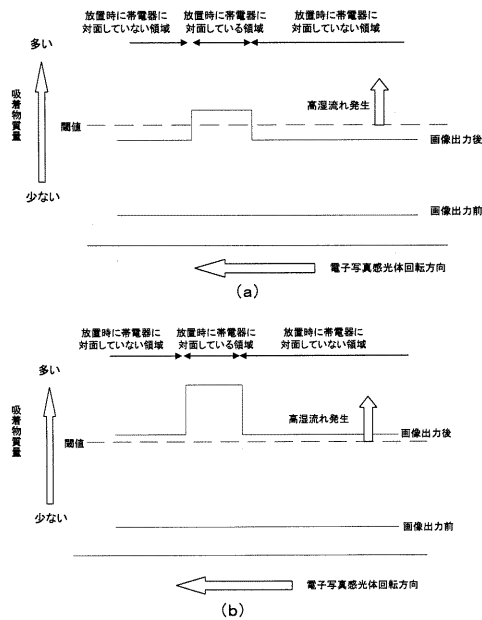 放置時に帯電器に 放置時に帯電器に 放置時に帯電器に
対面していない領域 対面している領域 対面していない領域
多い
吸着物質量
高湿流れ発生
閾値
画像出力後
少ない
画像出力前
電子写真感光体回転方向
(a)
放置時に帯電器に 放置時に帯電器に 放置時に帯電器に
対面していない領域 対面している領域 対面していない領域
多い
吸着物質量
高湿流れ発生
画像出力後
閾値
少ない
画像出力前
電子写真感光体回転方向
(b)